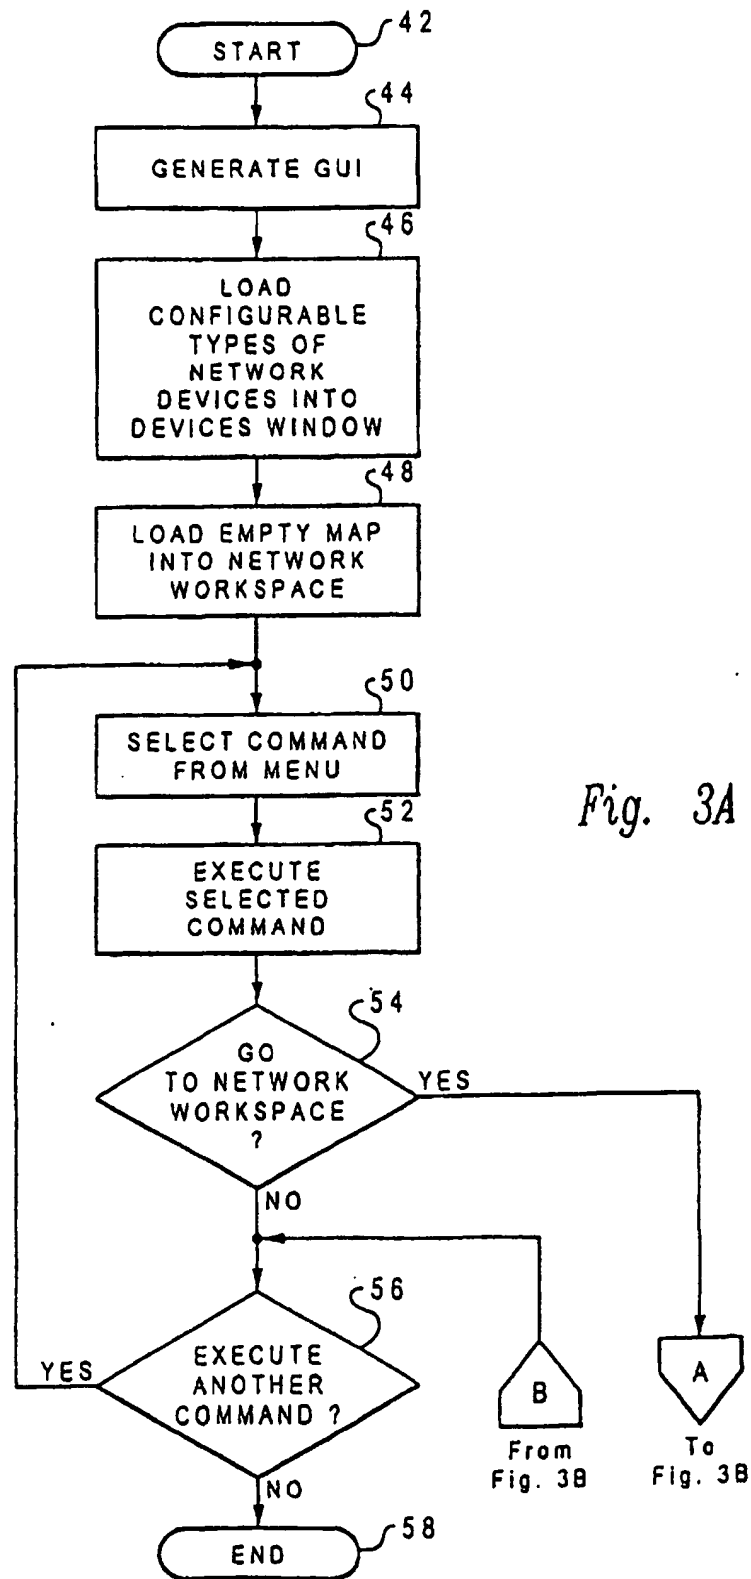 42
START
44
GENERATE GUI
46
LOAD
CONFIGURABLE
TYPES OF
NETWORK
DEVICES INTO
DEVICES WINDOW
48
LOAD EMPTY MAP
INTO NETWORK
WORKSPACE
50
SELECT COMMAND
FROM MENU
52
EXECUTE
SELECTED
COMMAND
Fig. 3A
54
GO
TO NETWORK
WORKSPACE
?
YES
NO
56
EXECUTE
ANOTHER
COMMAND ?
YES
NO
B
From
Fig. 3B
A
To
Fig. 3B
58
END